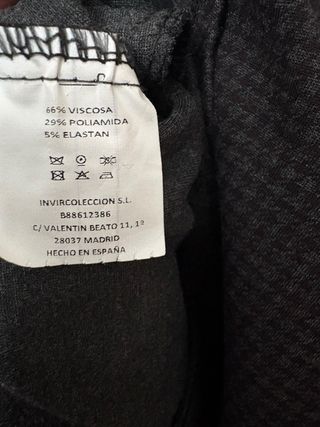 66% VISCOSA
29% POLIAMIDA
5% ELASTAN
INVIRCOLECCION S.L.
B88612386
C/ VALENTIN BEATO 11, 1º
28037 MADRID
HECHO EN ESPAÑA